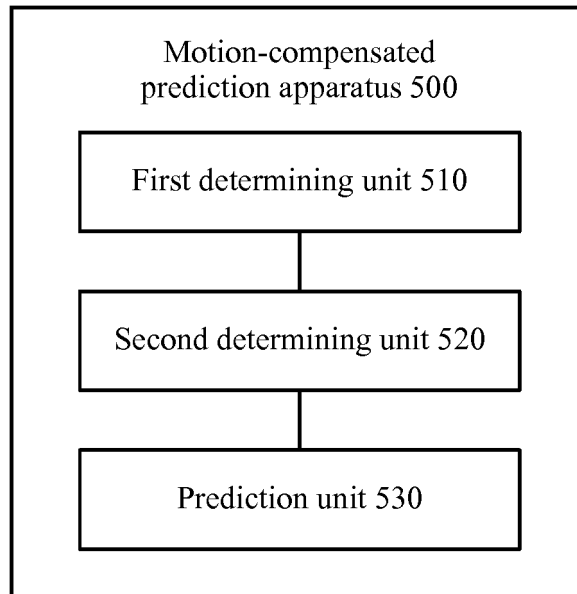 Motion-compensated
prediction apparatus 500
First determining unit 510
Second determining unit 520
Prediction unit 530